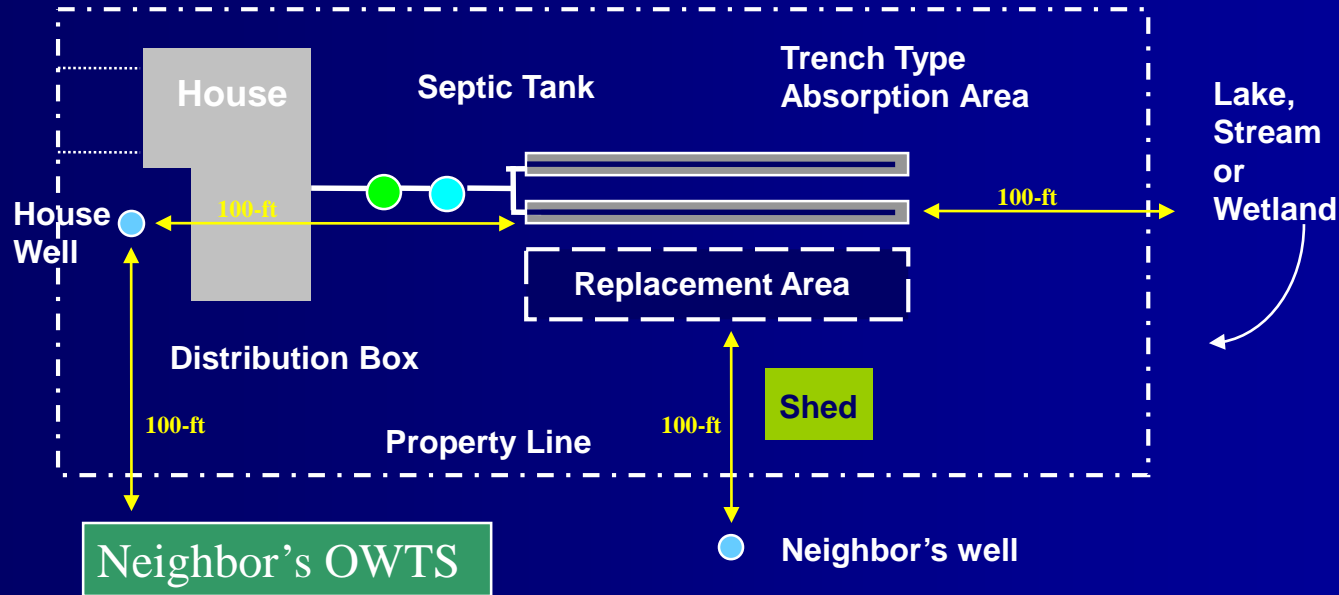 House
Septic Tank
Trench Type
Absorption Area
Lake,
Stream
or
Wetland
House
Well
100-ft
100-ft
Replacement Area
Distribution Box
Shed
100-ft
100-ft
Property Line
Neighbor's OWTS
Neighbor's well